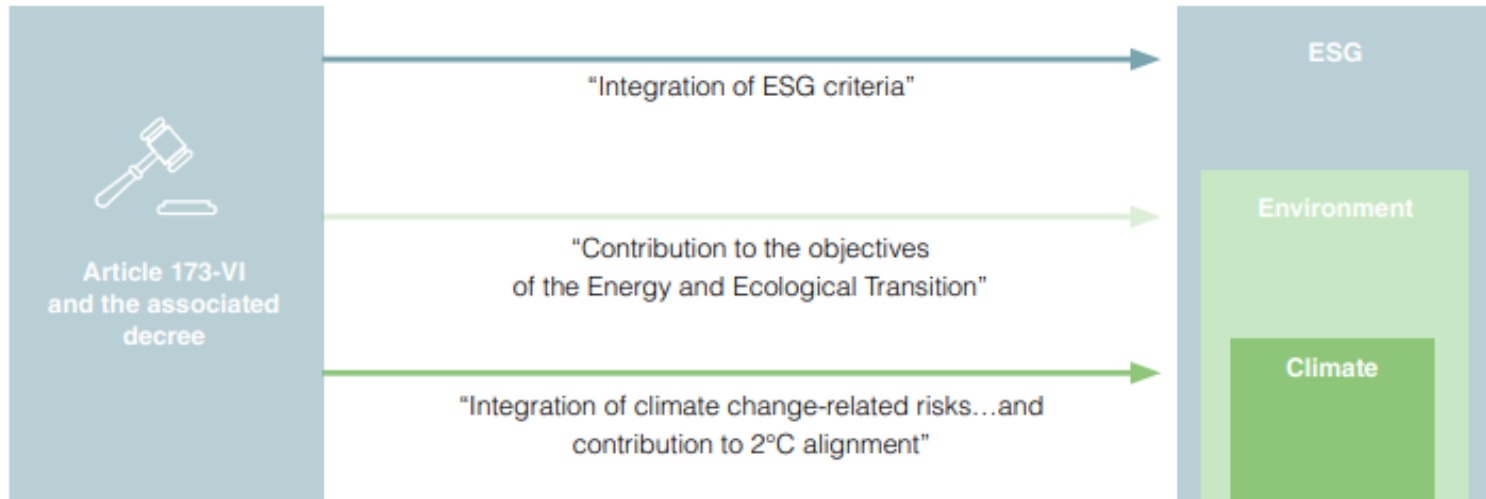 Article 173-VI
and the associated
decree
“Integration of ESG criteria”
“Contribution to the objectives
of the Energy and Ecological Transition”
“Integration of climate change-related risks…and
contribution to 2°C alignment”
ESG
Environment
Climate